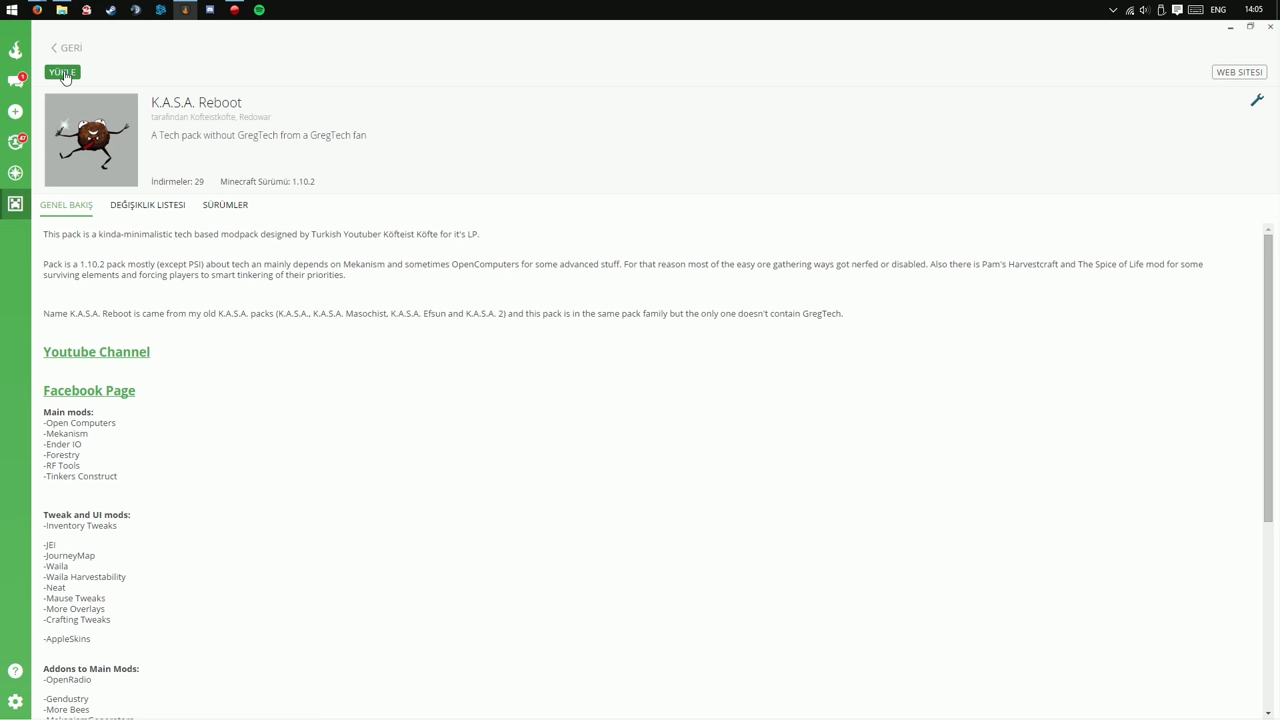 ENG
14:05
GERİ
YÜKLE
WEB SITESI
1
47
K.A.S.A. Reboot
tarafından Kofteistkofte, Redowar
A Tech pack without GregTech from a GregTech fan
İndirmeler: 29 Minecraft Sürümü: 1.10.2
GENEL BAKIŞ DEĞIŞIKLIK LISTESI SÜRÜMLER
This pack is a kinda-minimalistic tech based modpack designed by Turkish Youtuber Köfteist Köfte for it's LP.
Pack is a 1.10.2 pack mostly (except PSI) about tech an mainly depends on Mekanism and sometimes OpenComputers for some advanced stuff. For that reason most of the easy ore gathering ways got nerfed or disabled. Also there is Pam's Harvestcraft and The Spice of Life mod for some
surviving elements and forcing players to smart tinkering of their priorities.
Name K.A.S.A. Reboot is came from my old K.A.S.A. packs (K.A.S.A., K.A.S.A. Masochist, K.A.S.A. Efsun and K.A.S.A. 2) and this pack is in the same pack family but the only one doesn't contain GregTech.
Youtube Channel
Facebook Page
Main mods:
-Open Computers
-Mekanism
-Ender IO
-Forestry
-RF Tools
-Tinkers Construct
Tweak and UI mods:
-Inventory Tweaks
-JEI
-JourneyMap
-Waila
-Waila Harvestability
-Neat
-Mause Tweaks
-More Overlays
-Crafting Tweaks
-AppleSkins
Addons to Main Mods:
-OpenRadio
-Gendustry
-More Bees